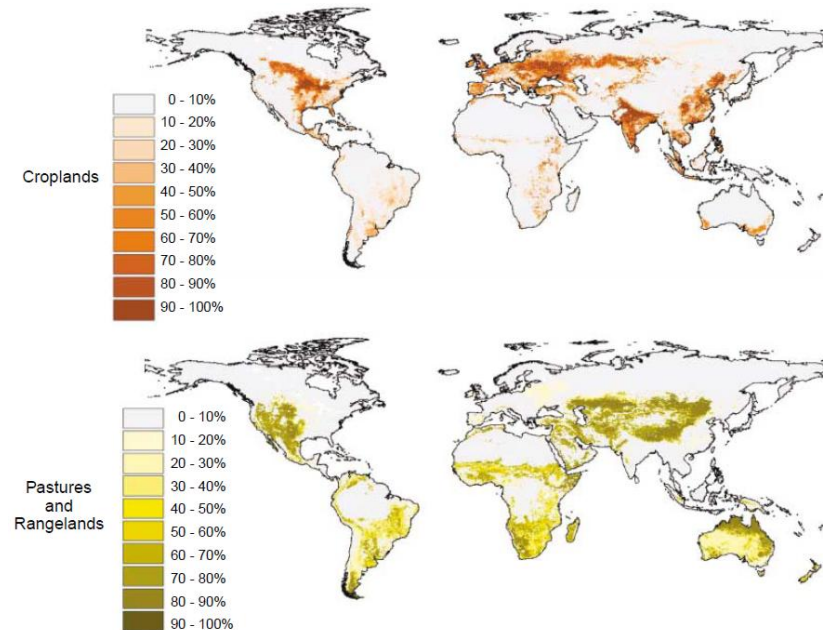 Croplands
0 - 10%
10 - 20%
20 - 30%
30 - 40%
40 - 50%
50 - 60%
60 - 70%
70 - 80%
80 - 90%
90 - 100%
Pastures
and
Rangelands
0 - 10%
10 - 20%
20 - 30%
30 - 40%
40 - 50%
50 - 60%
60 - 70%
70 - 80%
80 - 90%
90 - 100%